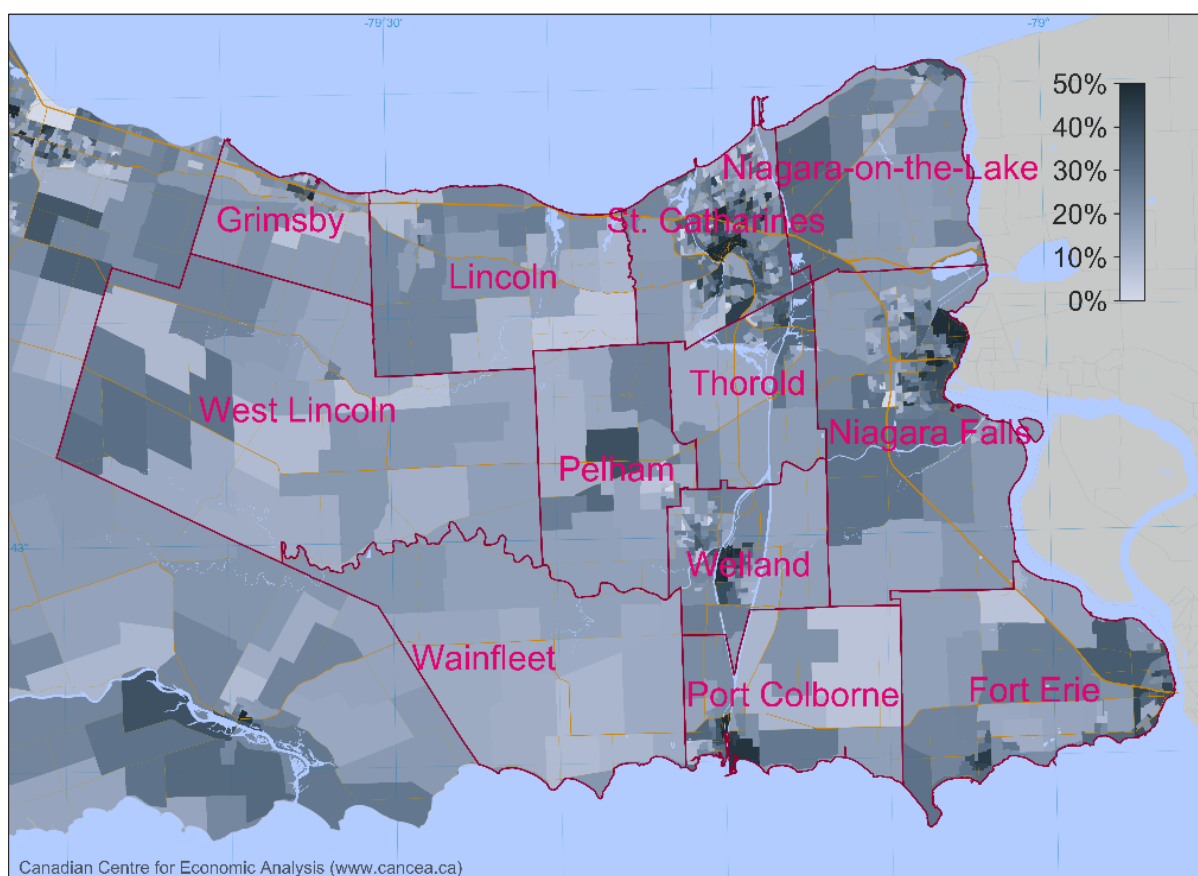 -79°30'
-79°
50%
40%
30%
20%
10%
0%
Niagara-on-the-Lake
Grimsby
St. Catharines
Lincoln
Thorold
West Lincoln
Niagara Falls
Pelham
43°
Welland
Wainfleet
Port Colborne
Fort Erie
Canadian Centre for Economic Analysis (www.cancea.ca)